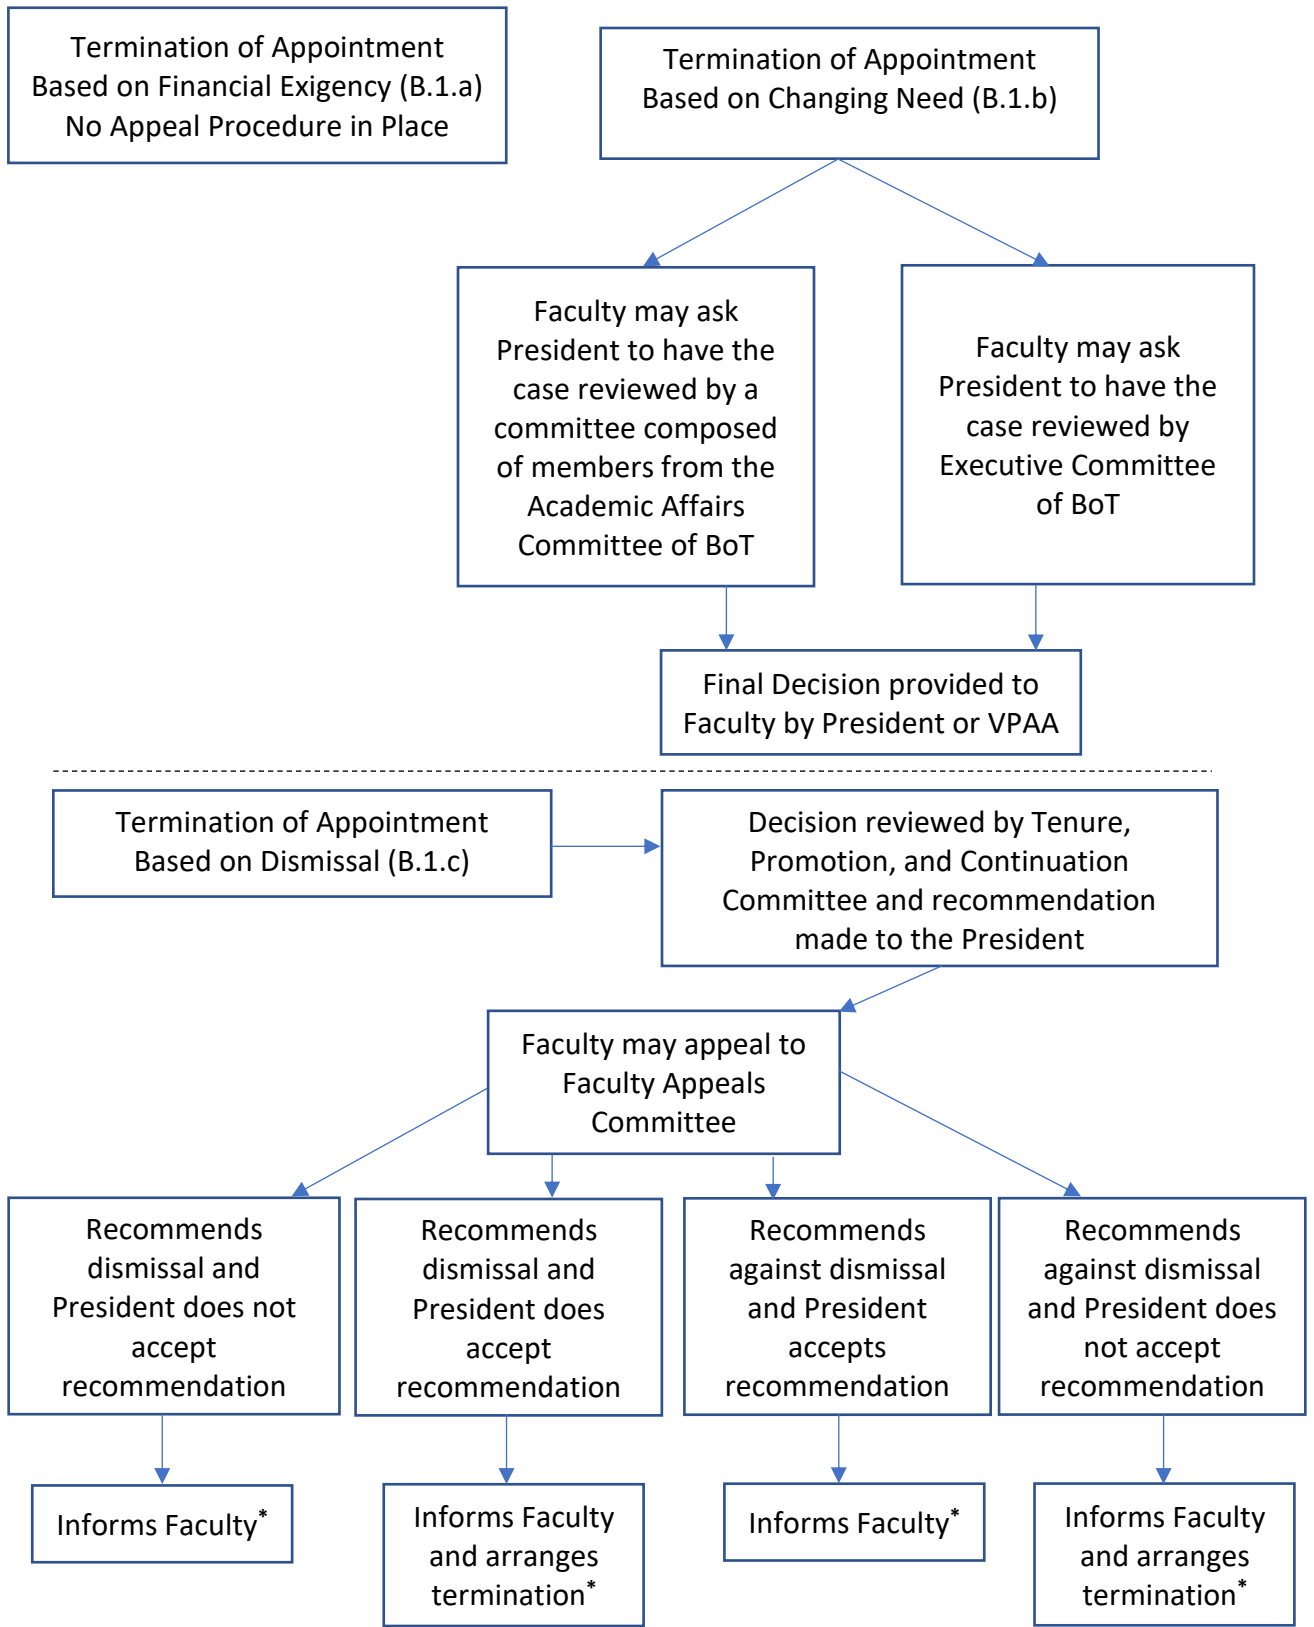 Termination of Appointment
Based on Financial Exigency (B.1.a)
No Appeal Procedure in Place
Termination of Appointment
Based on Changing Need (B.1.b)
Faculty may ask
President to have the
case reviewed by a
committee composed
of members from the
Academic Affairs
Committee of BoT
Faculty may ask
President to have the
case reviewed by
Executive Committee
of BoT
Final Decision provided to
Faculty by President or VPAA
Termination of Appointment
Based on Dismissal (B.1.c)
Decision reviewed by Tenure,
Promotion, and Continuation
Committee and recommendation
made to the President
Faculty may appeal to
Faculty Appeals
Committee
Recommends
dismissal and
President does not
accept
recommendation
Recommends
dismissal and
President does
accept
recommendation
Recommends
against dismissal
and President
accepts
recommendation
Recommends
against dismissal
and President does
not accept
recommendation
Informs Faculty*
Informs Faculty
and arranges
termination*
Informs Faculty*
Informs Faculty
and arranges
termination*